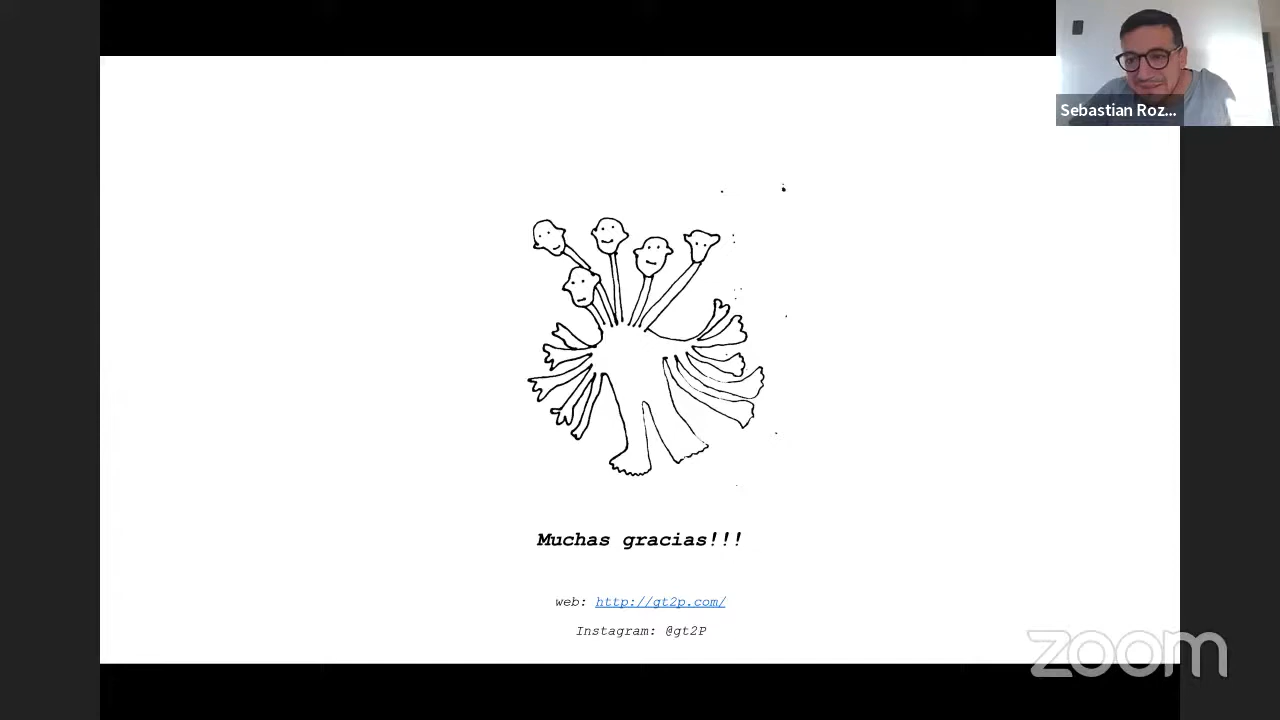 Sebastian Roz...
Muchas gracias!!!
web: http://gt2p.com/
Instagram: @gt2P
zoom